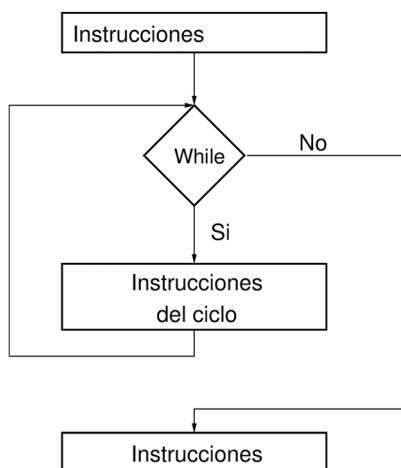 Instrucciones
While
No
Si
Instrucciones
del ciclo
Instrucciones